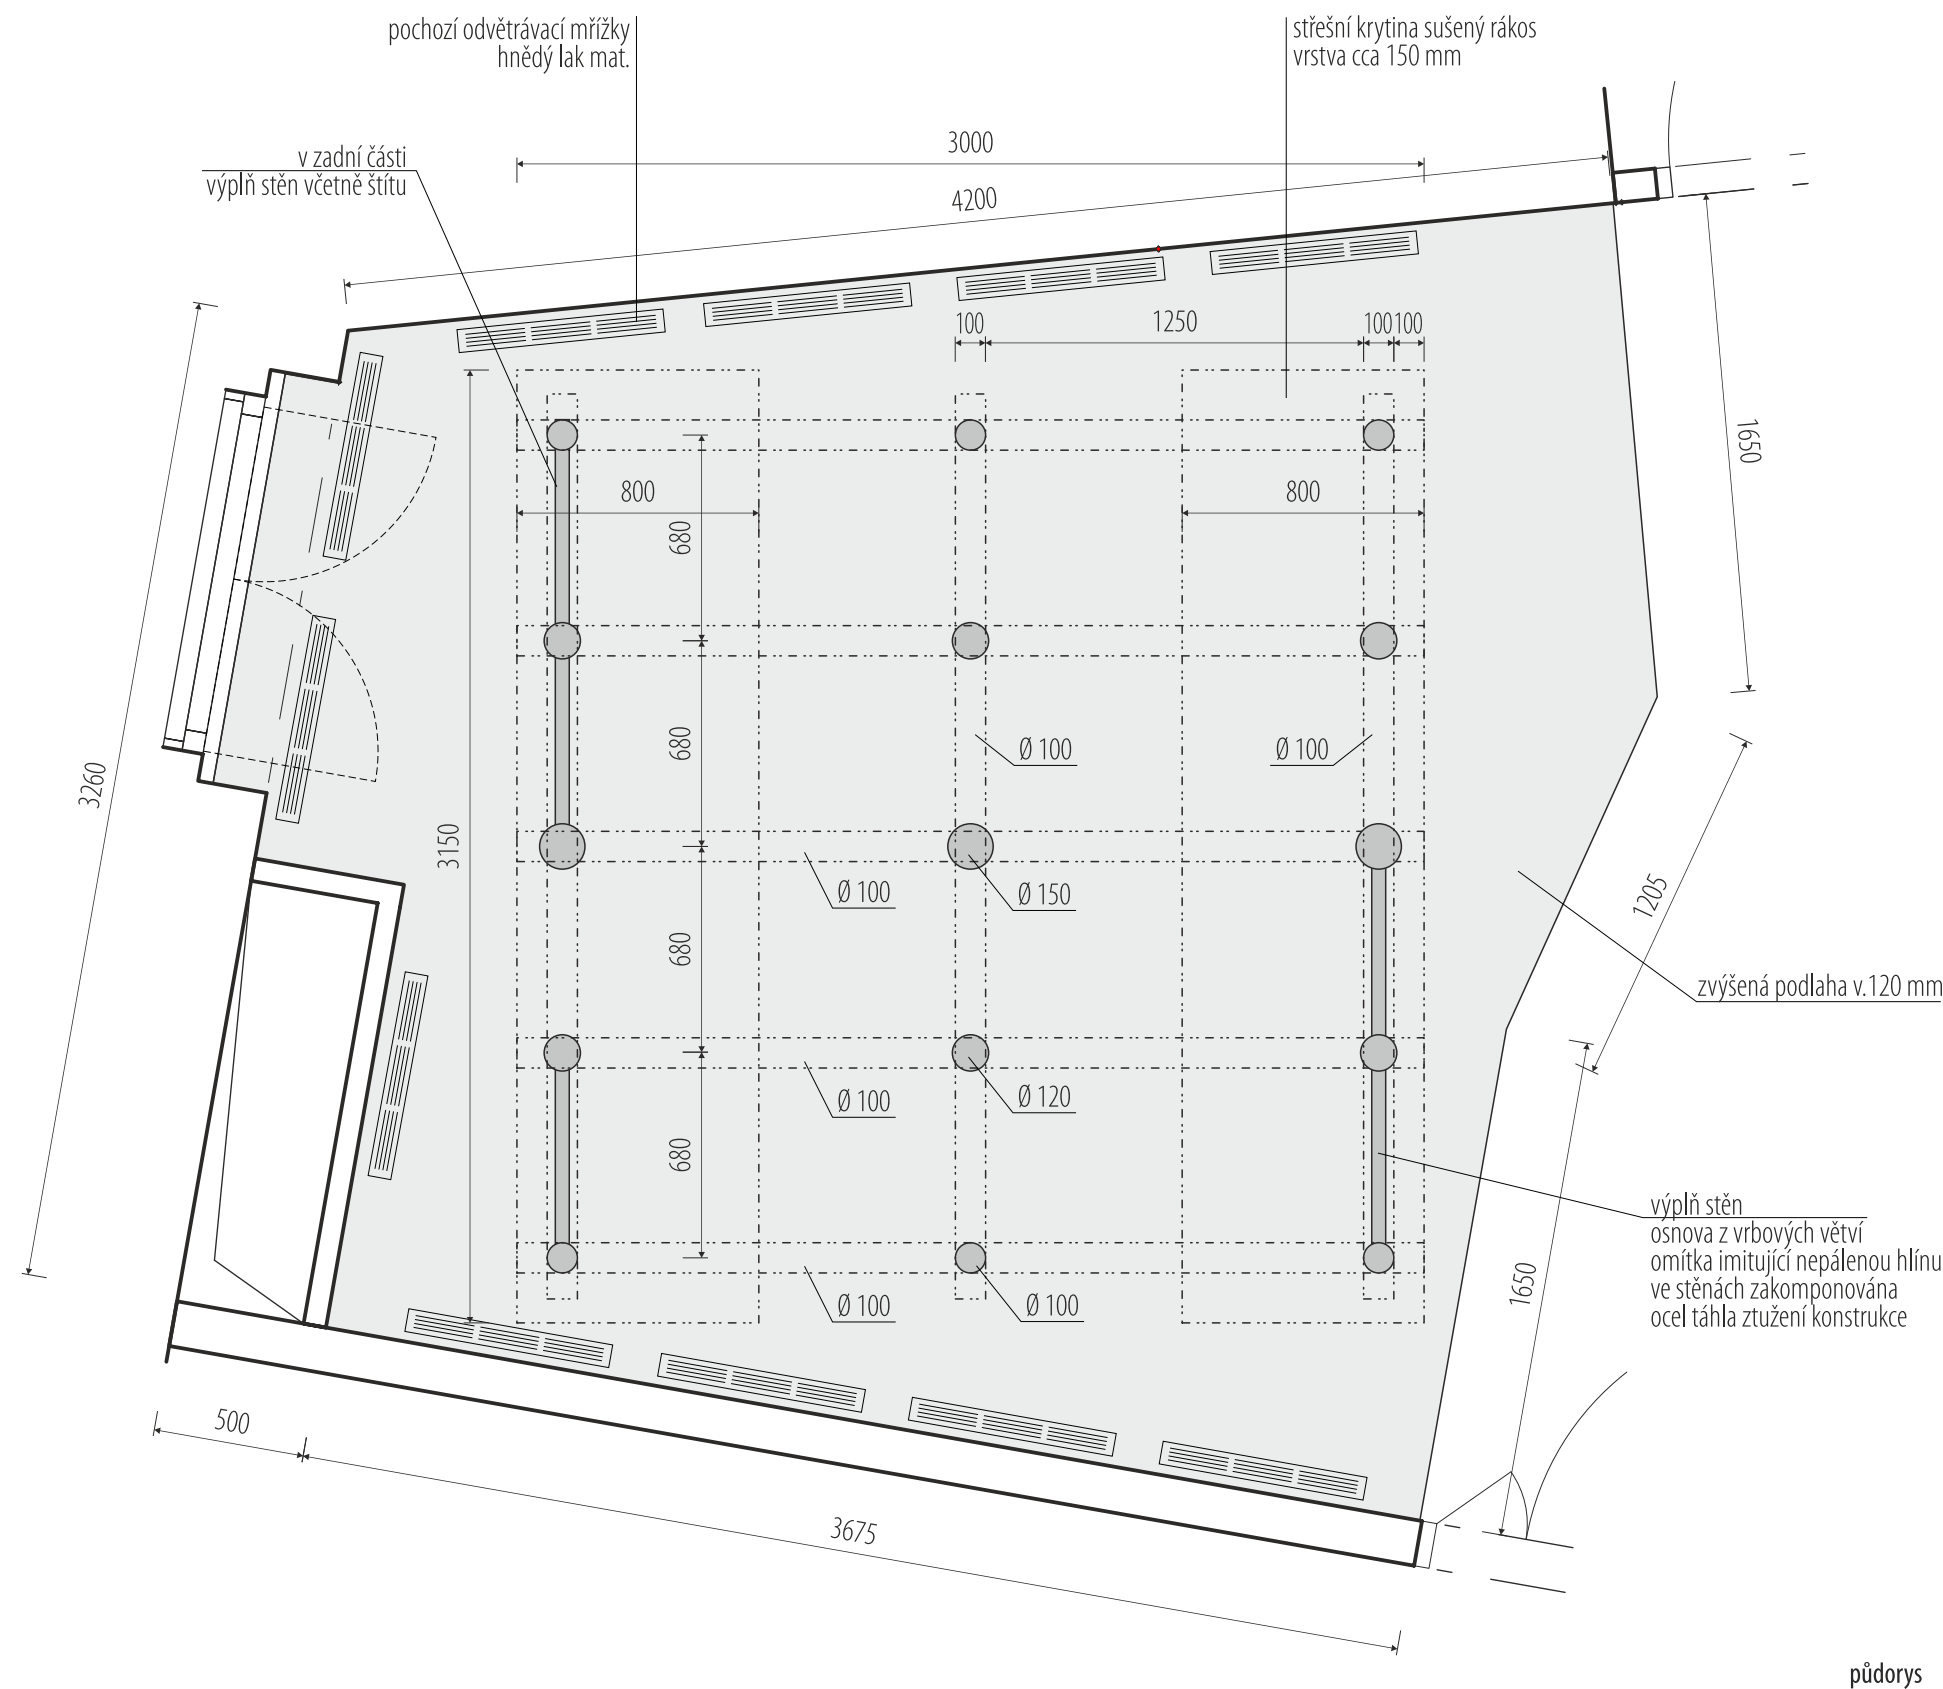 pochozí odvětrávací mřížky
hnědý lak mat.
střešní krytina sušený rákos
vrstva cca 150 mm
v zadní části
výplň stěn včetně štítu
3000
4200
100
1250
100
100
1650
800
800
680
3260
680
Ø 100
Ø 100
3150
Ø 100
Ø 150
1205
680
zvýšená podlaha v.120 mm
Ø 100
Ø 120
680
výplň stěn
osnova z vrbových větví
omítka imitující nepálenou hlínu
ve stěnách zakomponována
ocel táhla ztužení konstrukce
1650
Ø 100
Ø 100
500
3675
půdorys